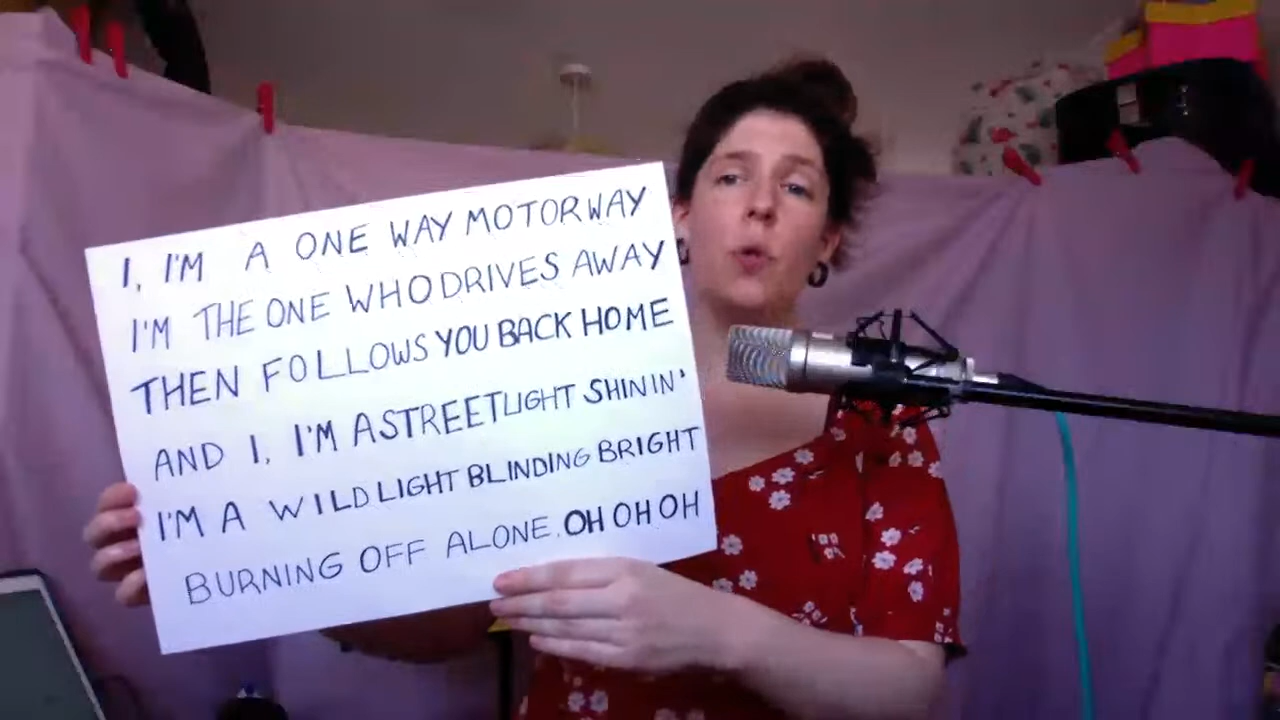 I, I'M A ONE WAY MOTORWAY
I'M THE ONE WHO DRIVES AWAY
THEN FOLLOWS YOU BACK HOME
AND I, I'M A STREETLIGHT SHININ'
I'M A WILD LIGHT BLINDING BRIGHT
BURNING OFF ALONE. OH OH OH